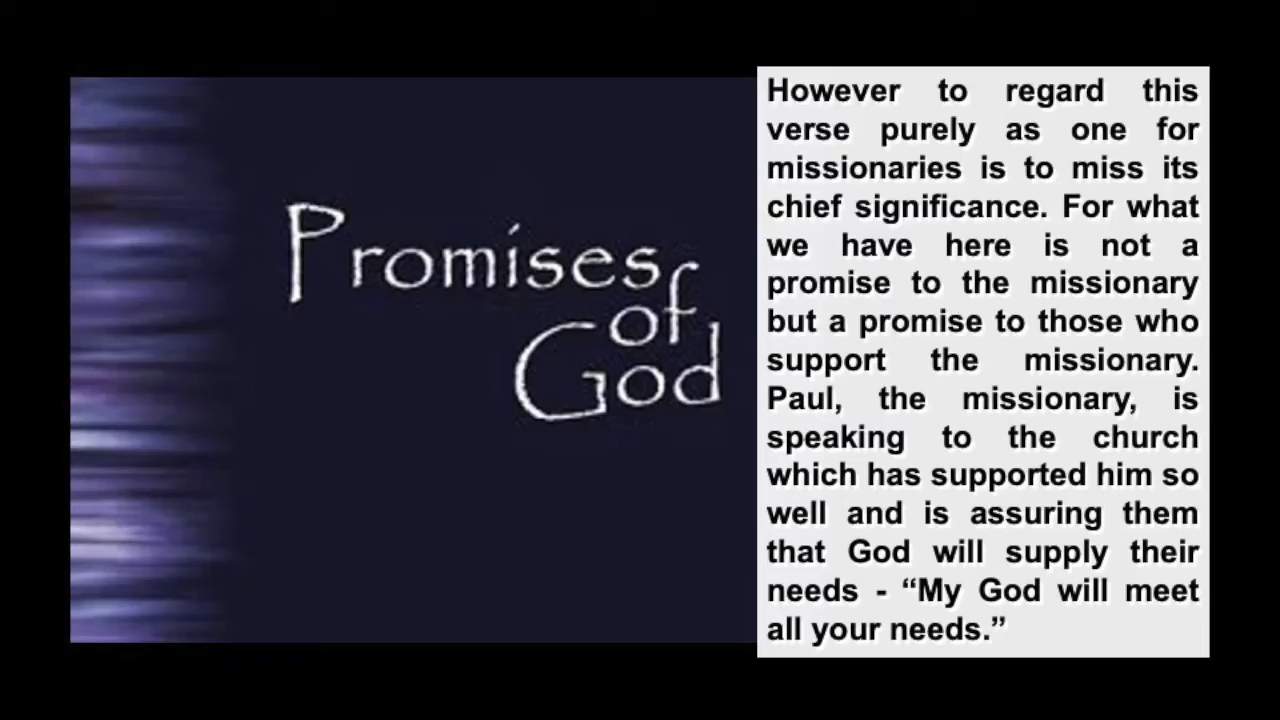 Promises
of
God
However to regard this
verse purely as one for
missionaries is to miss its
chief significance. For what
we have here is not a
promise to the missionary
but a promise to those who
support the missionary.
Paul, the missionary, is
speaking to the church
which has supported him so
well and is assuring them
that God will supply their
needs - “My God will meet
all your needs.”